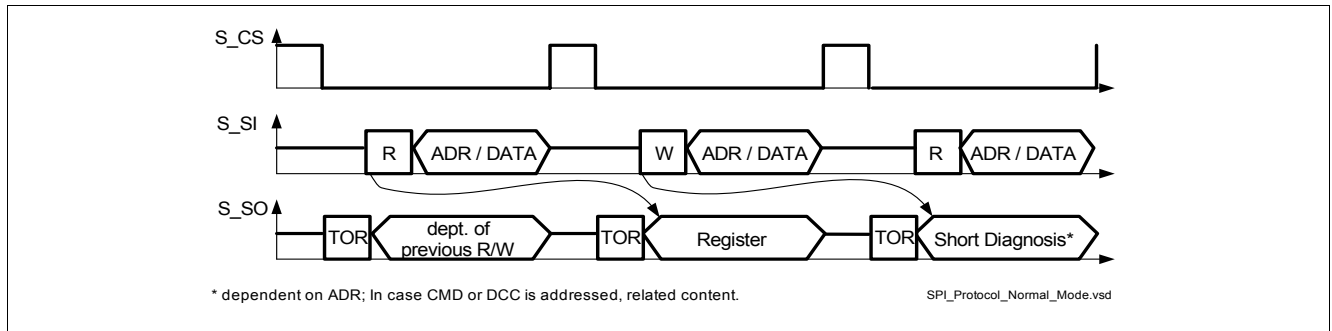 S_CS
S_SI
R ADR / DATA W ADR / DATA R ADR / DATA
S_SO
TOR dept. of previous R/W TOR Register TOR Short Diagnosis*
* dependent on ADR; In case CMD or DCC is addressed, related content. SPI_Protocol_Normal_Mode.vsd